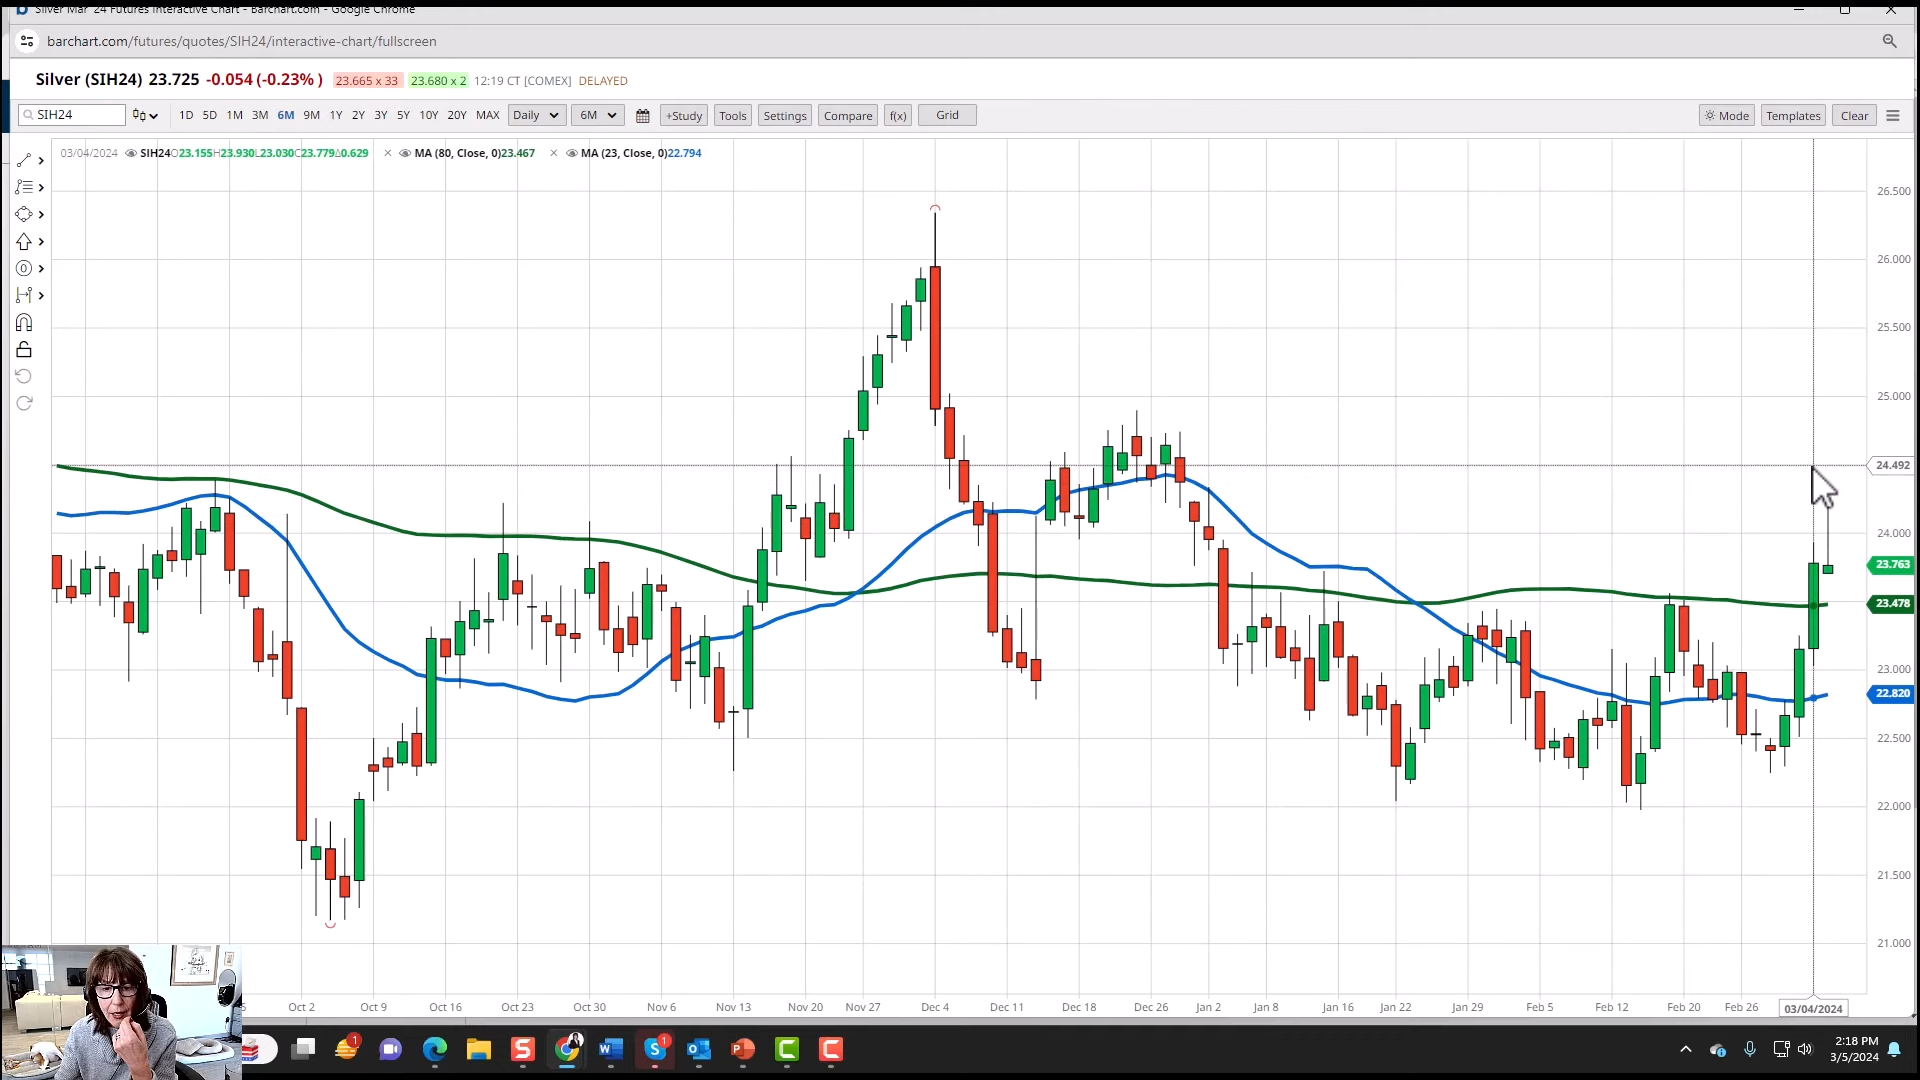 Silver Mar '24 Futures Interactive Chart - Barchart.com - Google Chrome
barchart.com/futures/quotes/SIH24/interactive-chart/fullscreen
Silver (SIH24) 23.725 -0.054 (-0.23% ) 23.665 x 33 23.680 x 2 12:19 CT [COMEX] DELAYED
SIH24 1D 5D 1M 3M 6M 9M 1Y 2Y 3Y 5Y 10Y 20Y MAX Daily 6M +Study Tools Settings Compare f(x) Grid Mode Templates Clear
03/04/2024 SIH24 O23.155 H23.930 L23.030 C23.779 Δ0.629 MA (80, Close, 0) 23.467 MA (23, Close, 0) 22.794
26.500
26.000
25.500
25.000
24.492
24.000
23.763
23.478
23.000
22.820
22.500
22.000
21.500
21.000
Oct 2 Oct 9 Oct 16 Oct 23 Oct 30 Nov 6 Nov 13 Nov 20 Nov 27 Dec 4 Dec 11 Dec 18 Dec 26 Jan 2 Jan 8 Jan 16 Jan 22 Jan 29 Feb 5 Feb 12 Feb 20 Feb 26 03/04/2024
2:18 PM
3/5/2024